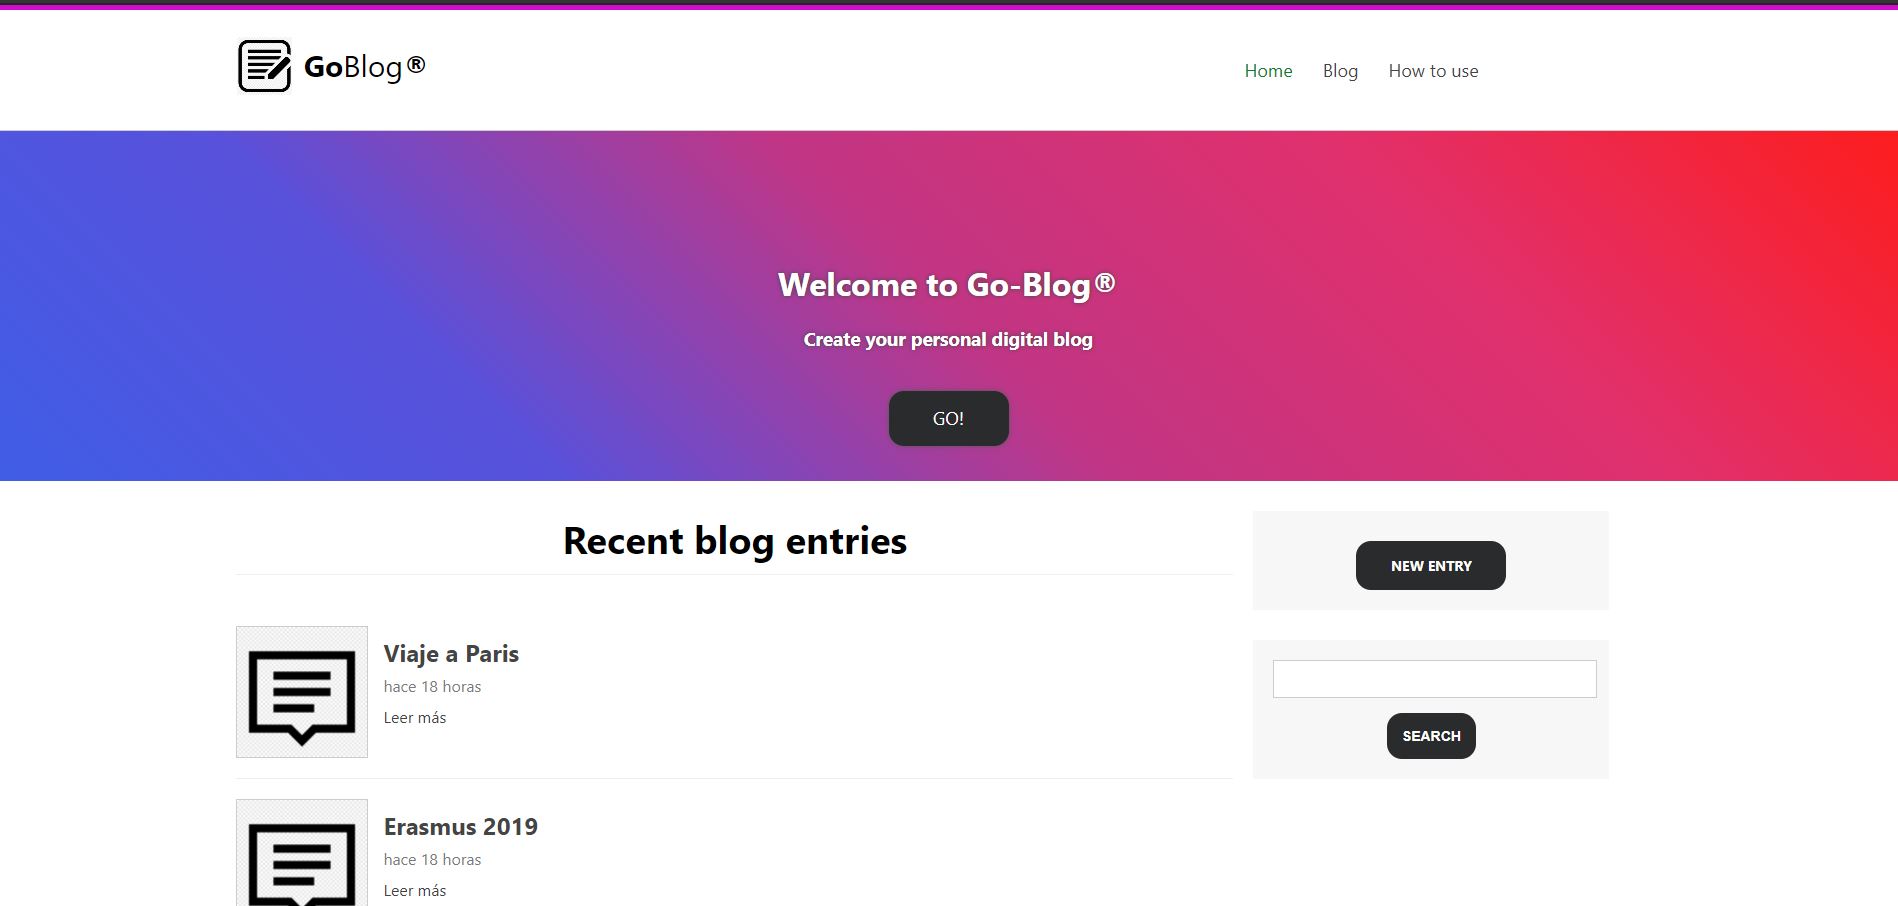 GoBlog®
Home Blog How to use
Welcome to Go-Blog®
Create your personal digital blog
GO!
Recent blog entries
NEW ENTRY
Viaje a Paris
hace 18 horas
Leer más
SEARCH
Erasmus 2019
hace 18 horas
Leer más